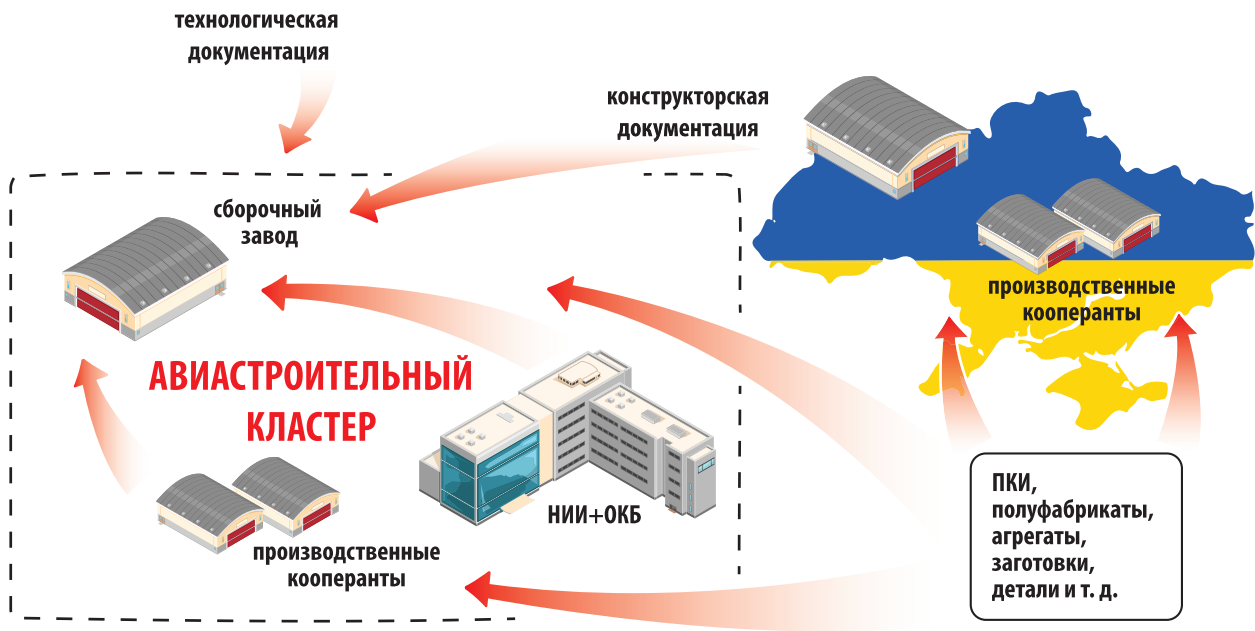 технологическая
документация
конструкторская
документация
сборочный
завод
производственные
кооперанты
АВИАСТРОИТЕЛЬНЫЙ
КЛАСТЕР
НИИ+ОКБ
производственные
кооперанты
ПКИ,
полуфабрикаты,
агрегаты,
заготовки,
детали и т. д.